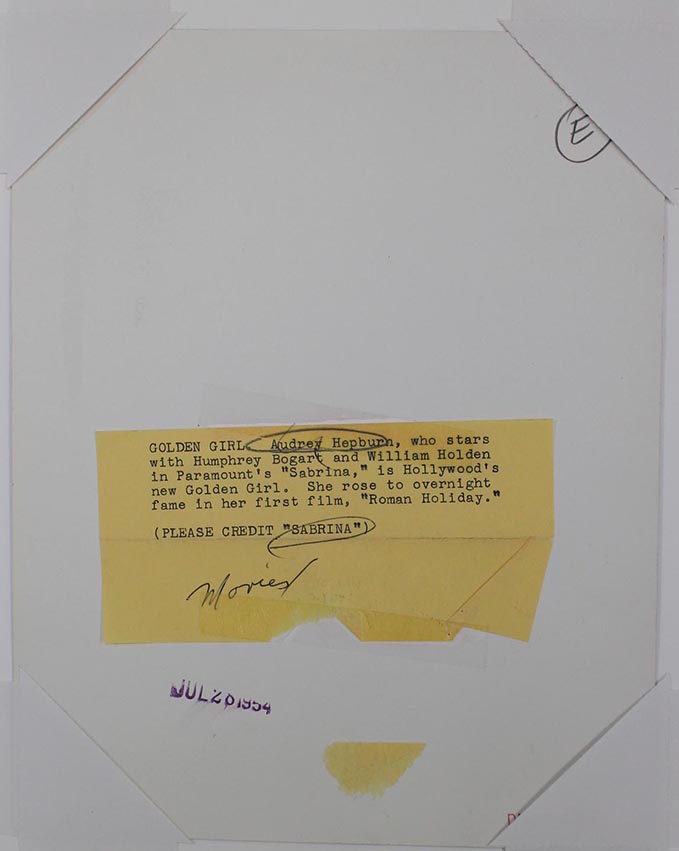 E
GOLDEN GIRL. Audrey Hepburn, who stars
with Humphrey Bogart and William Holden
in Paramount's "Sabrina," is Hollywood's
new Golden Girl.  She rose to overnight
fame in her first film, "Roman Holiday."
(PLEASE CREDIT "SABRINA")
Movies
JUL 26 1954